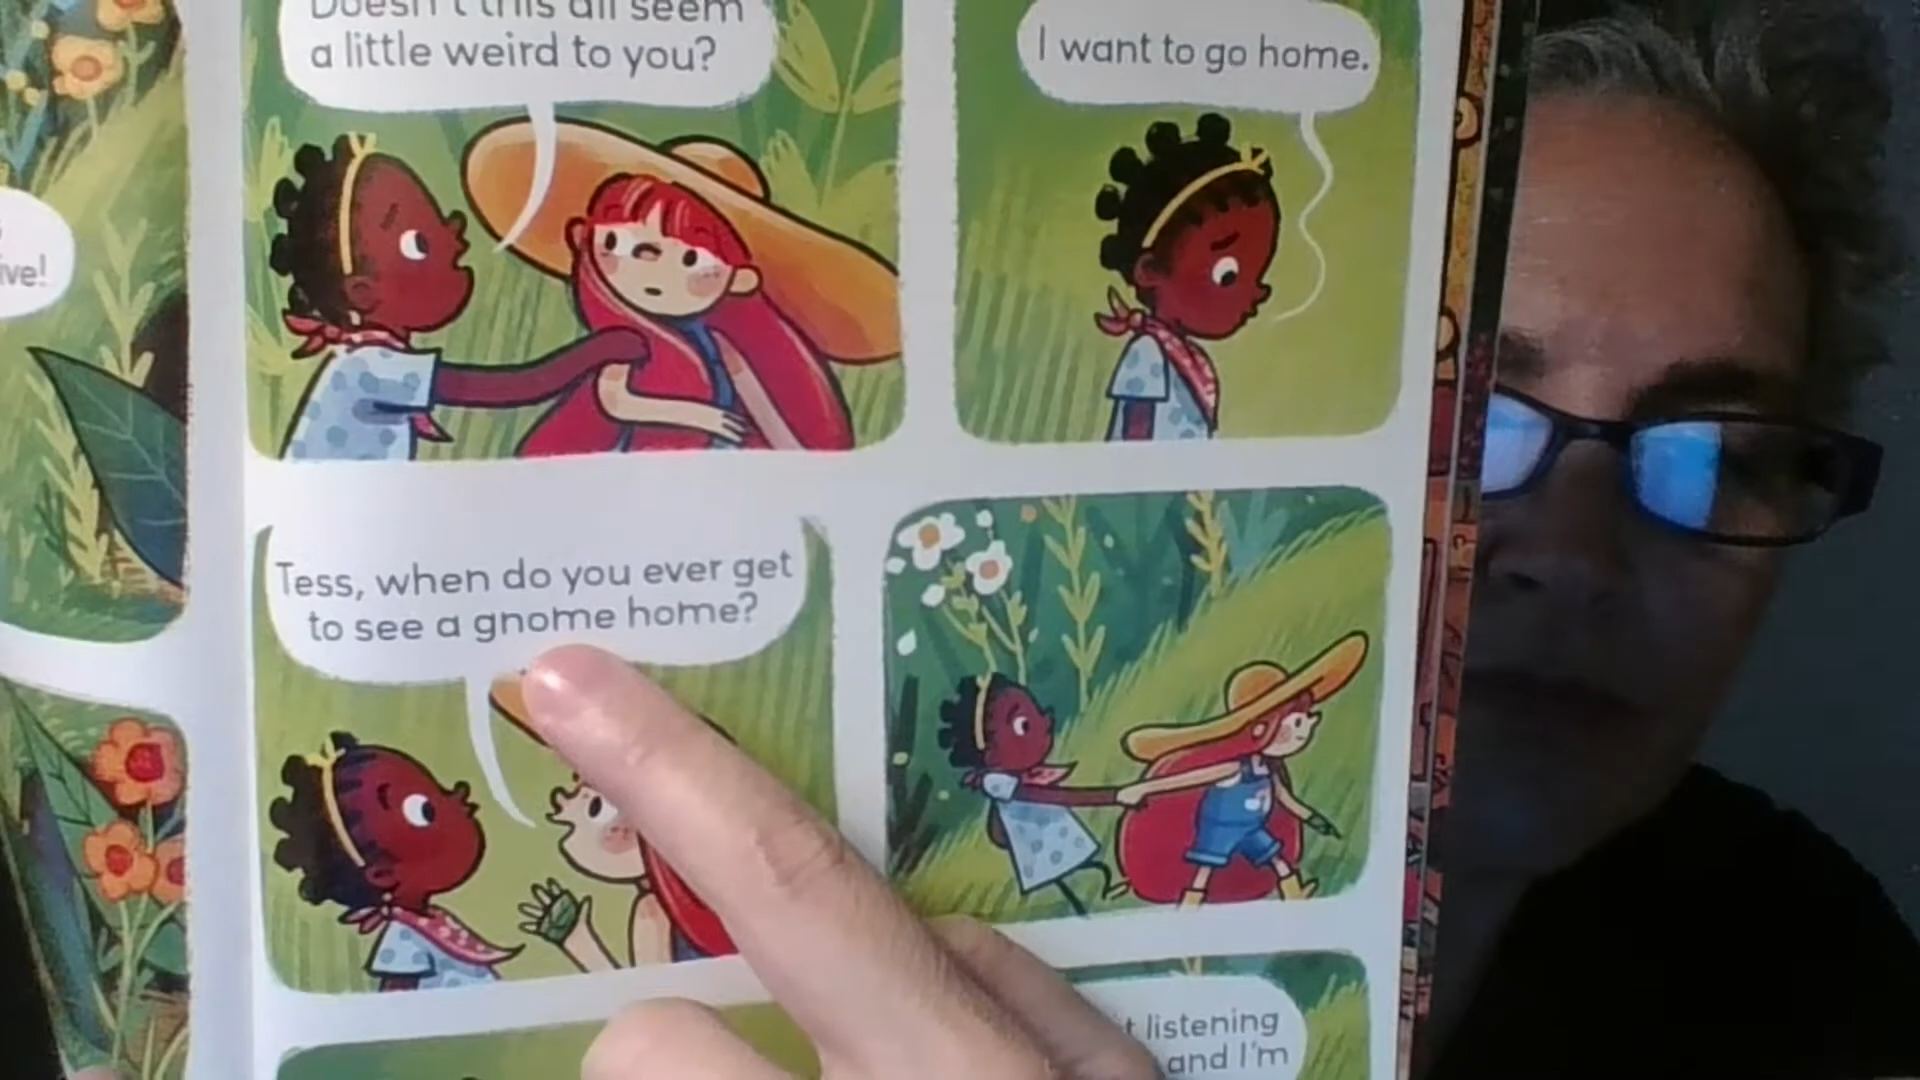 Doesn't this all seem
a little weird to you?
I want to go home.
ive!
Tess, when do you ever get
to see a gnome home?
t listening
and I'm